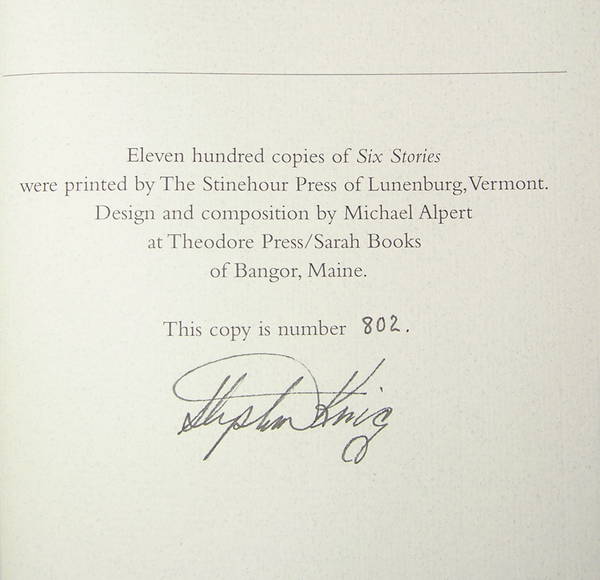 Eleven hundred copies of Six Stories
were printed by The Stinehour Press of Lunenburg, Vermont.
Design and composition by Michael Alpert
at Theodore Press/Sarah Books
of Bangor, Maine.
This copy is number 802.
Stephen King